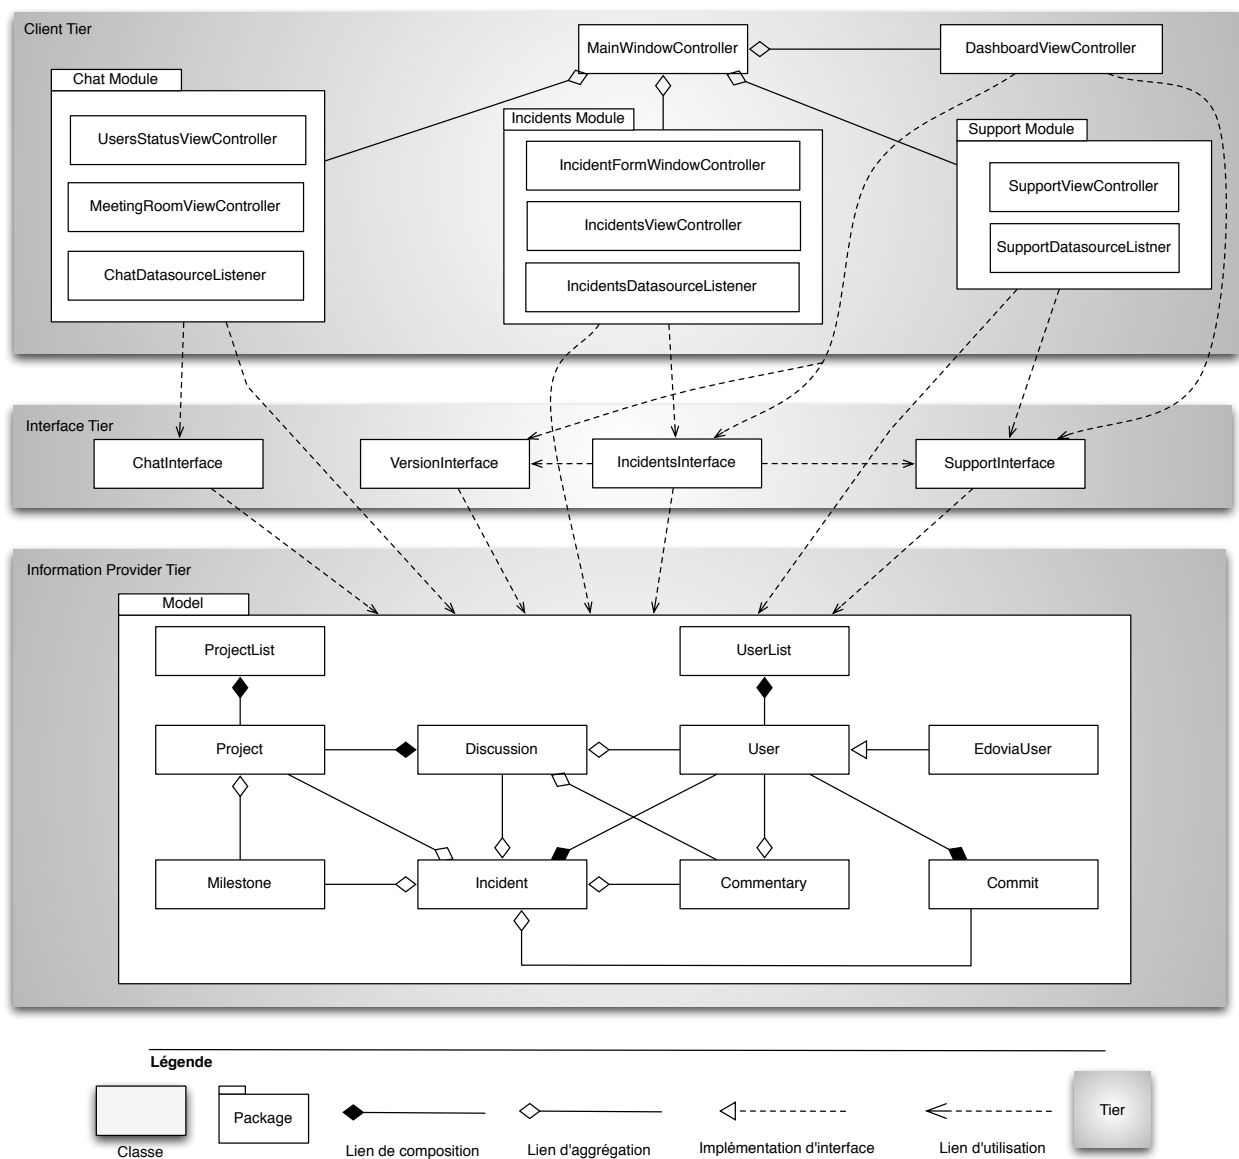 Client Tier
MainWindowController
DashboardViewController
Chat Module
UsersStatusViewController
MeetingRoomViewController
ChatDatasourceListener
Incidents Module
IncidentFormWindowController
IncidentsViewController
IncidentsDatasourceListener
Support Module
SupportViewController
SupportDatasourceListner
Interface Tier
ChatInterface
VersionInterface
IncidentsInterface
SupportInterface
Information Provider Tier
Model
ProjectList
UserList
Project
Discussion
User
EdoviaUser
Milestone
Incident
Commentary
Commit
Légende
Classe
Package
Lien de composition
Lien d'aggrégation
Implémentation d'interface
Lien d'utilisation
Tier